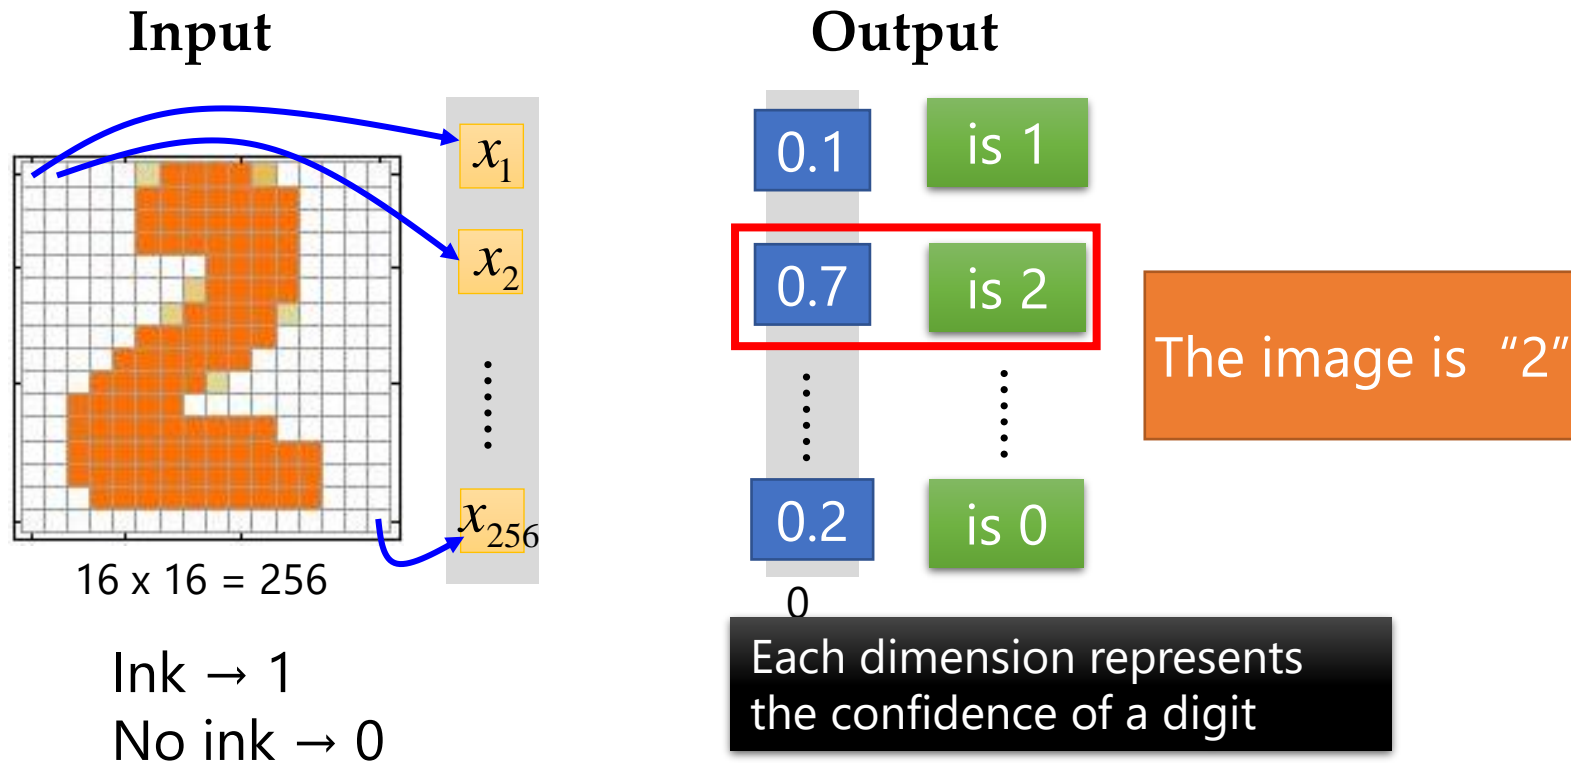 Input
x1
x2
x256
16 x 16 = 256
Ink → 1
No ink → 0
Output
0.1 is 1
0.7 is 2
0.2 is 0
0
The image is “2”
Each dimension represents
the confidence of a digit